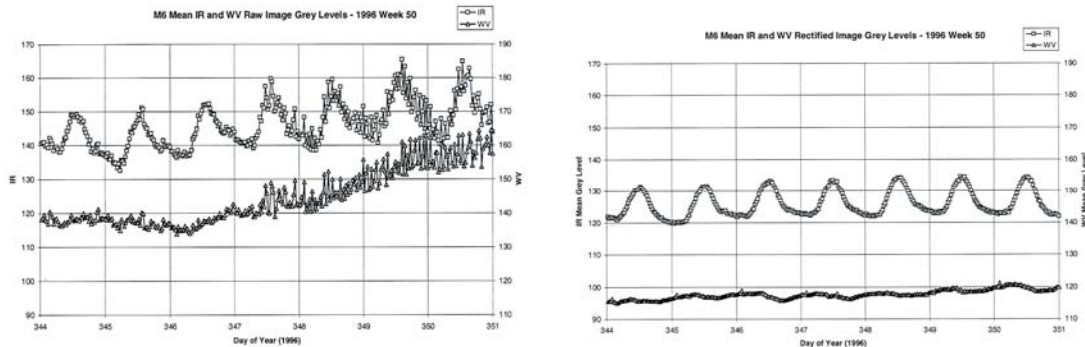 M6 Mean IR and WV Raw Image Grey Levels - 1996 Week 50
IR
WV
170
160
150
140
130
120
110
100
90
IR
190
180
170
160
150
140
130
120
110
WV
344 345 346 347 348 349 350 351
Day of Year (1996)
M6 Mean IR and WV Rectified Image Grey Levels - 1996 Week 50
IR
WV
170
160
150
140
130
120
110
100
90
IR Mean Grey Level
190
180
170
160
150
140
130
120
110
WV Mean Grey Level
344 345 346 347 348 349 350 351
Day of Year (1996)